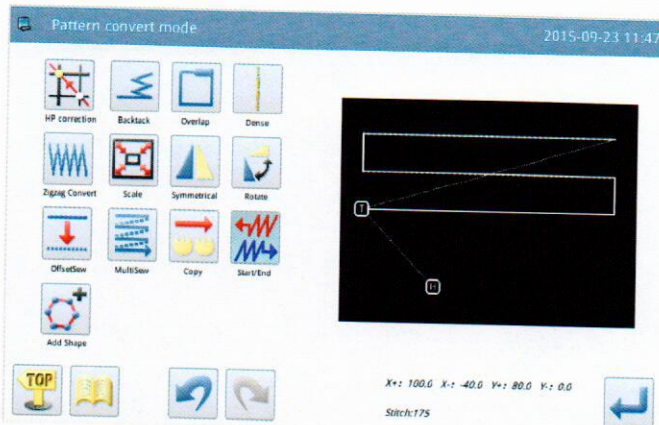 Pattern convert mode
2015-09-23 11:47
HP correction Backtack Overlap Dense
Zigzag Convert Scale Symmetrical Rotate
OffsetSew MultiSew Copy Start/End
Add Shape
TOP
X+: 100.0 X-: -40.0 Y+: 80.0 Y-: 0.0
Stitch:175